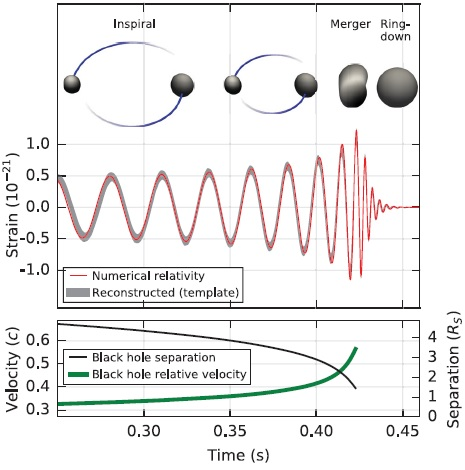 Inspiral
Merger
Ring-
down
Strain (10⁻²¹)
1.0
0.5
0.0
-0.5
-1.0
Numerical relativity
Reconstructed (template)
Velocity (c)
0.6
0.5
0.4
0.3
Black hole separation
Black hole relative velocity
4
3
2
1
0
Separation (R_S)
0.30
0.35
0.40
0.45
Time (s)